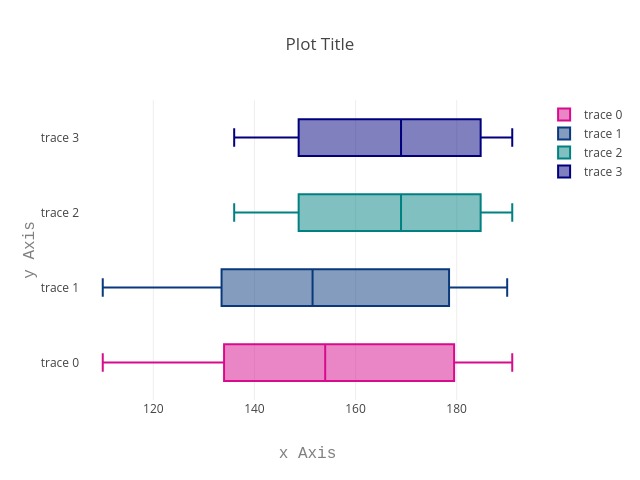 Plot Title
trace 3
trace 2
trace 1
trace 0
y Axis
120 140 160 180
x Axis
trace 0
trace 1
trace 2
trace 3